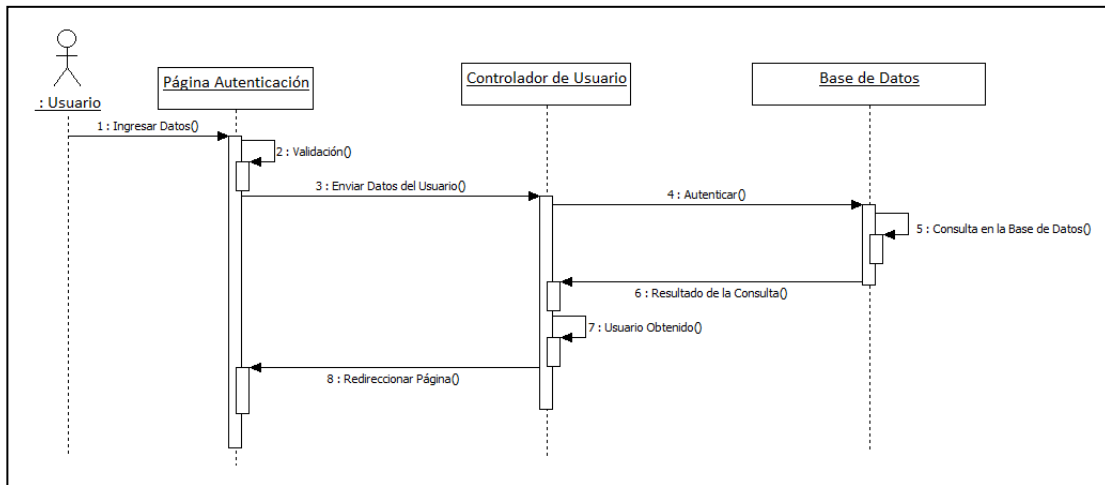 : Usuario
Página Autenticación
Controlador de Usuario
Base de Datos
1 : Ingresar Datos()
2 : Validación()
3 : Enviar Datos del Usuario()
4 : Autenticar()
5 : Consulta en la Base de Datos()
6 : Resultado de la Consulta()
7 : Usuario Obtenido()
8 : Redireccionar Página()